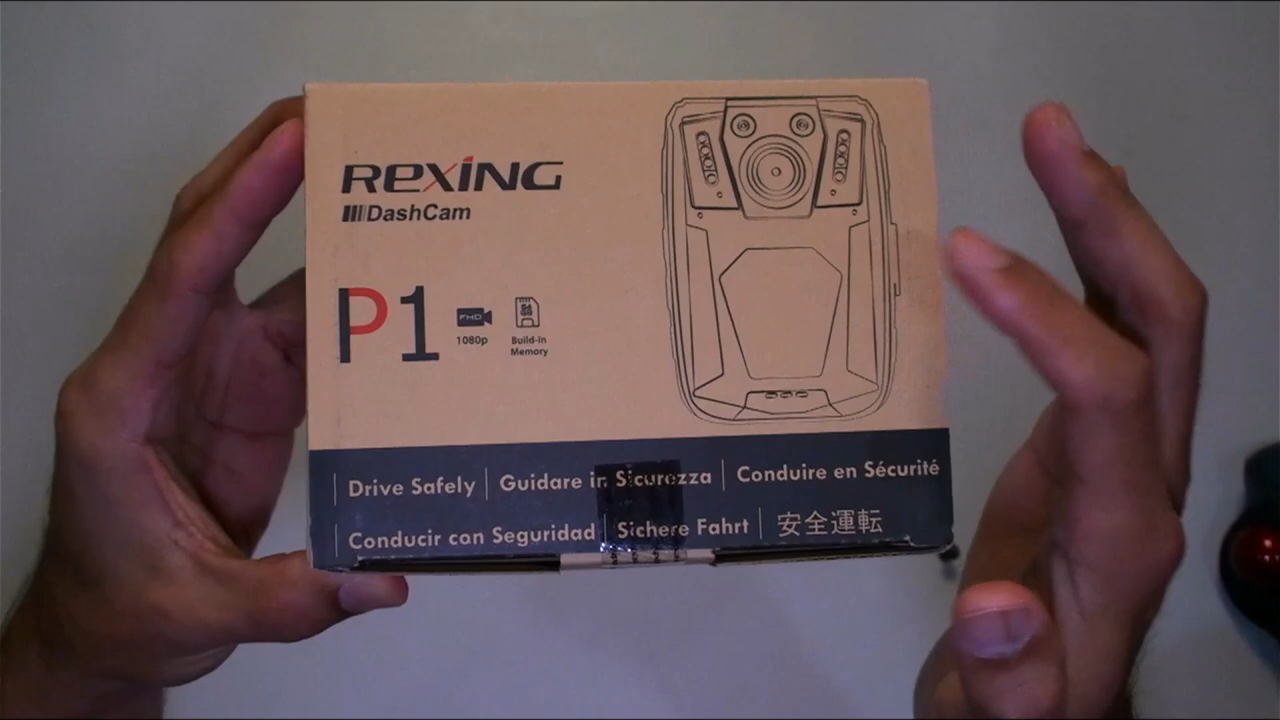 REXING
DashCam
P1
FHD
1080p
Build-in
Memory
Drive Safely | Guidare in Sicurezza | Conduire en Sécurité
Conducir con Seguridad | Sichere Fahrt | 安全運転